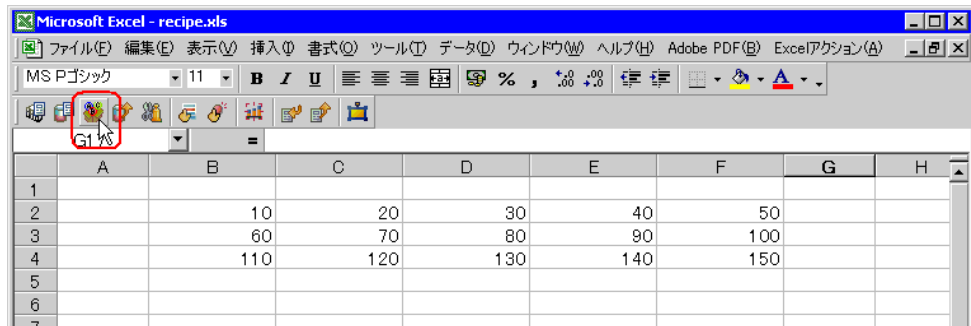 Microsoft Excel - recipe.xls
ファイル(F) 編集(E) 表示(V) 挿入(I) 書式(O) ツール(T) データ(D) ウィンドウ(W) ヘルプ(H) Adobe PDF(B) Excelアクション(A)
MS Pゴシック 11 B I U % ,
=
A B C D E F G H
1
2 10 20 30 40 50
3 60 70 80 90 100
4 110 120 130 140 150
5
6